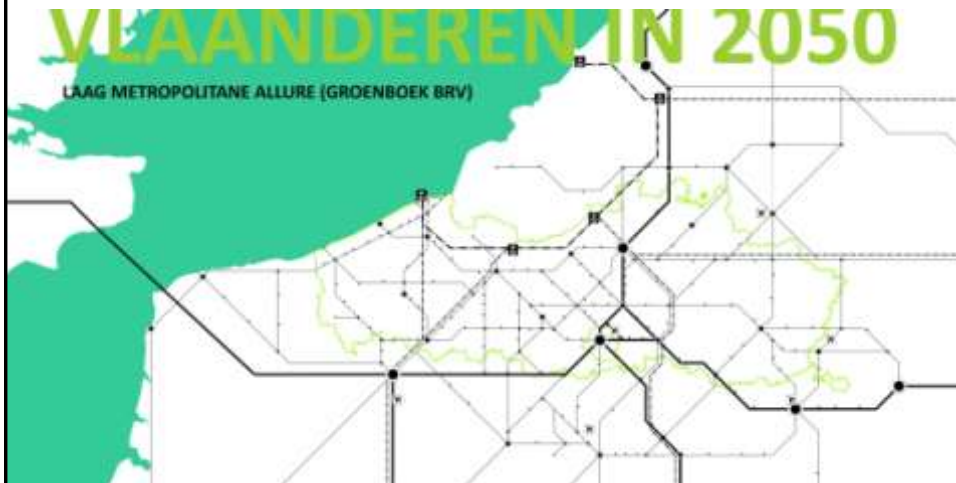 VLAANDEREN IN 2050
LAAG METROPOLITANE ALLURE (GROENBOEK BRV)